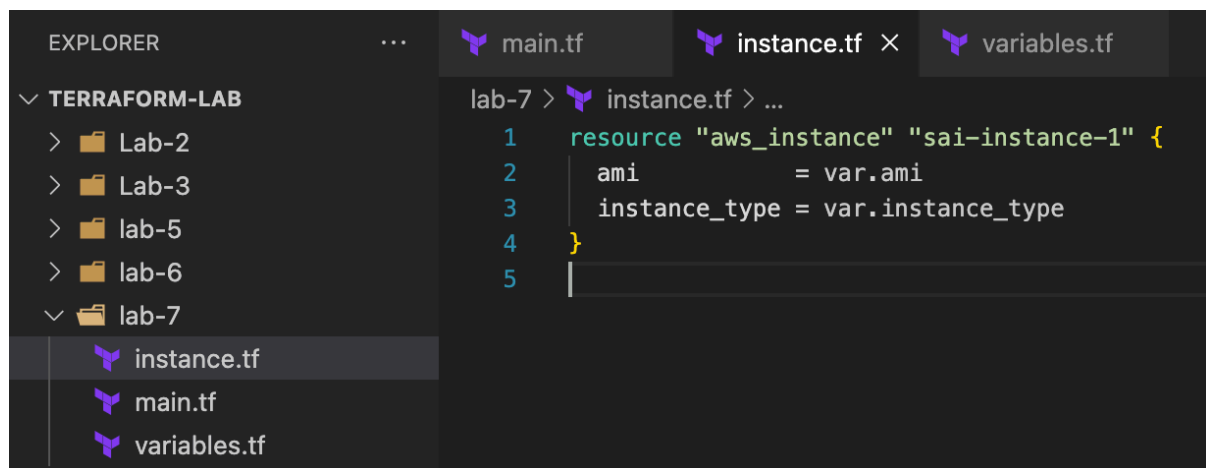 EXPLORER ...
TERRAFORM-LAB
Lab-2
Lab-3
lab-5
lab-6
lab-7
instance.tf
main.tf
variables.tf
main.tf instance.tf × variables.tf
lab-7 > instance.tf > ...
1 resource "aws_instance" "sai-instance-1" {
2   ami           = var.ami
3   instance_type = var.instance_type
4 }
5